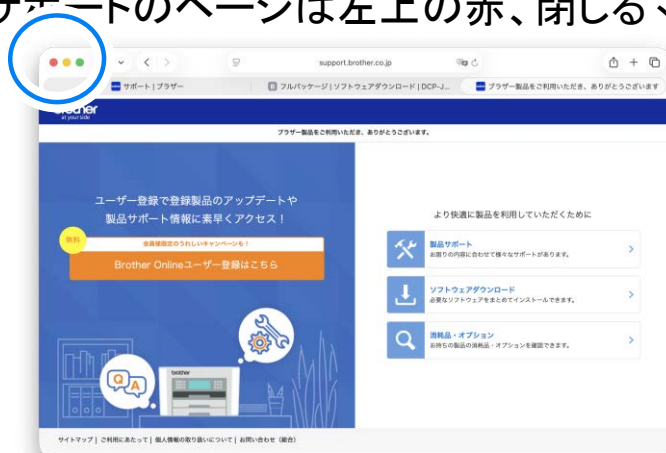 サポートのページは左上の赤、閉じる
support.brother.co.jp
サポート | ブラザー
フルパッケージ | ソフトウェアダウンロード | DCP-J...
ブラザー製品をご利用いただき、ありがとうございます
brother
at your side
ブラザー製品をご利用いただき、ありがとうございます。
ユーザー登録で登録製品のアップデートや
製品サポート情報に素早くアクセス！
無料
会員様限定のうれしいキャンペーンも！
Brother Onlineユーザー登録はこちら
Q A
brother
より快適に製品を利用していただくために
製品サポート
お困りの内容に合わせて様々なサポートがあります。
ソフトウェアダウンロード
必要なソフトウェアをまとめてインストールできます。
消耗品・オプション
お持ちの製品の消耗品・オプションを確認できます。
サイトマップ | ご利用にあたって | 個人情報の取り扱いについて | お問い合わせ（総合）